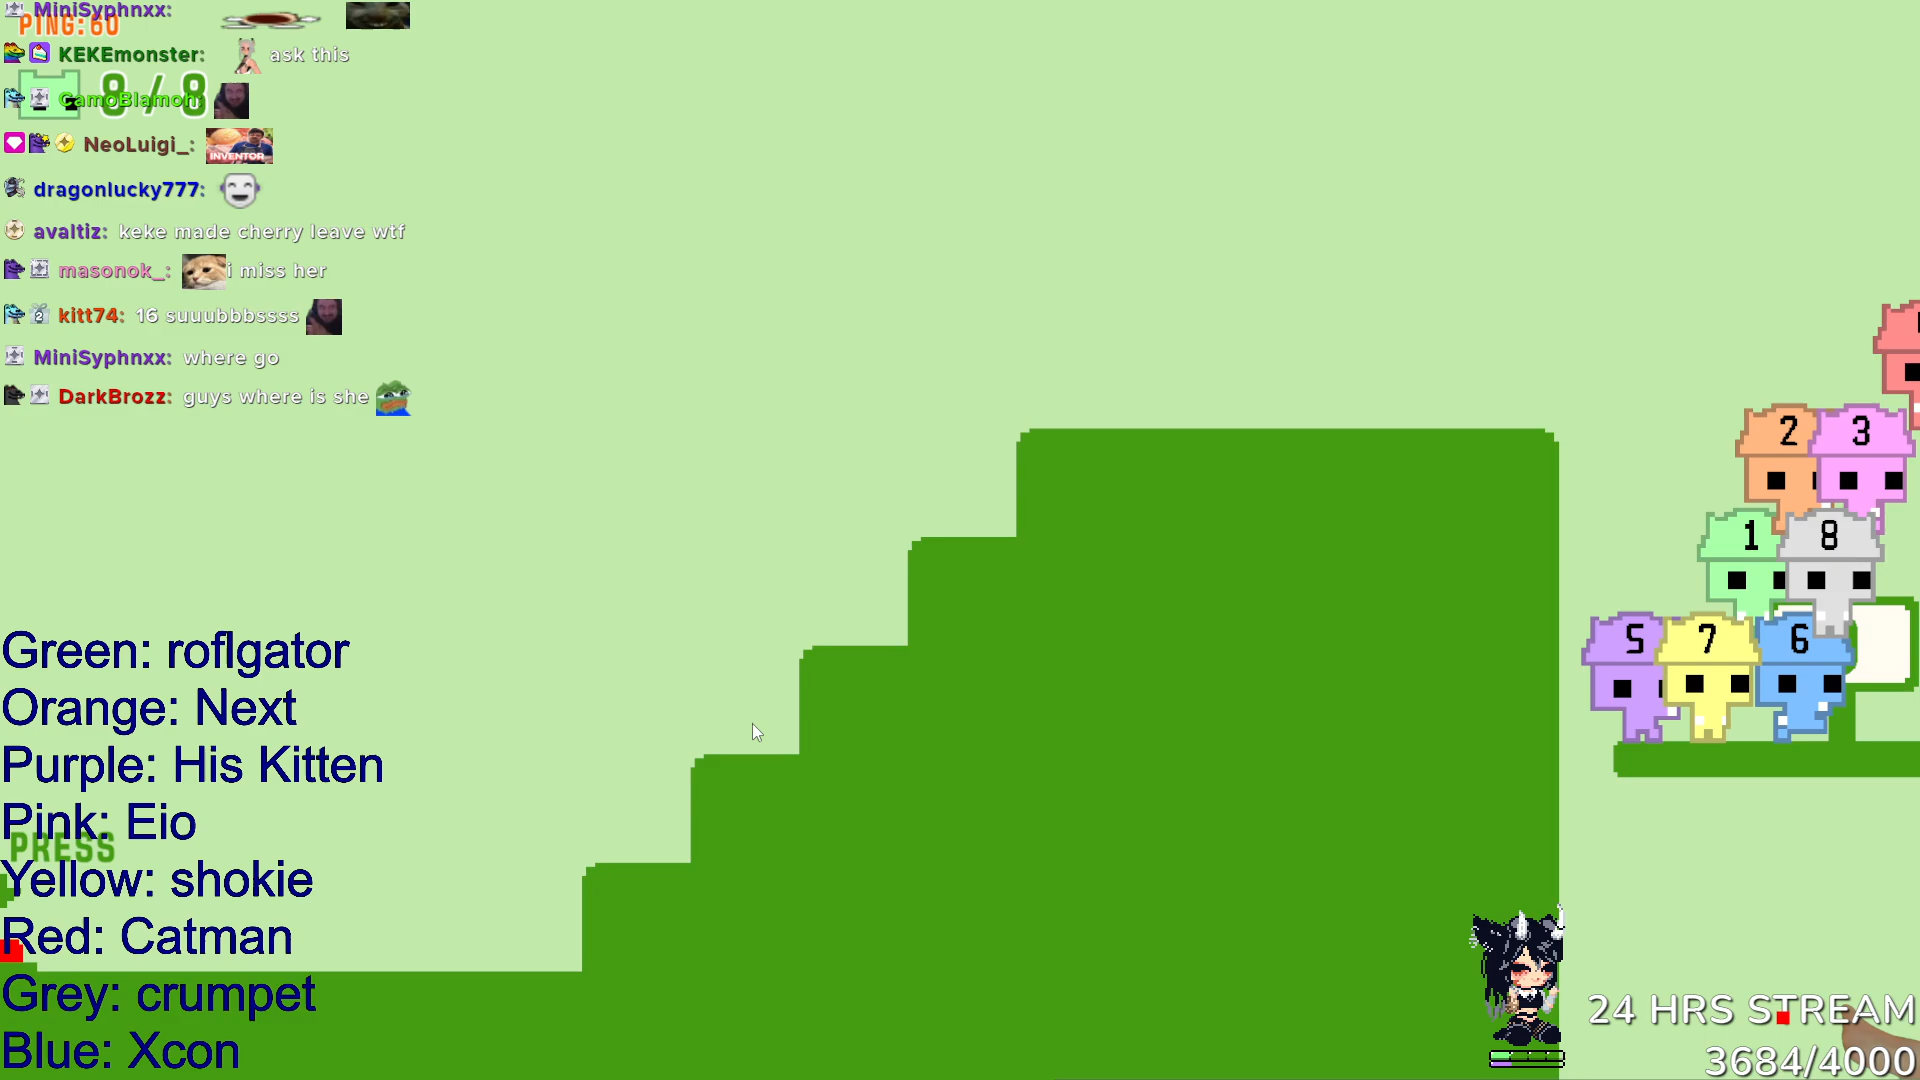 MiniSyphnxx:
PING:60
KEKEmonster: ask this
8/8
CamoBlamoh:
NeoLuigi_:
INVENTOR
dragonlucky777:
avaltiz: keke made cherry leave wtf
masonok_: i miss her
kitt74: 16 suuubbbssss
MiniSyphnxx: where go
DarkBrozz: guys where is she
2 3
1 8
5 7 6
Green: roflgator
Orange: Next
Purple: His Kitten
Pink: Eio
PRESS
Yellow: shokie
Red: Catman
Grey: crumpet
Blue: Xcon
24 HRS STREAM
3684/4000